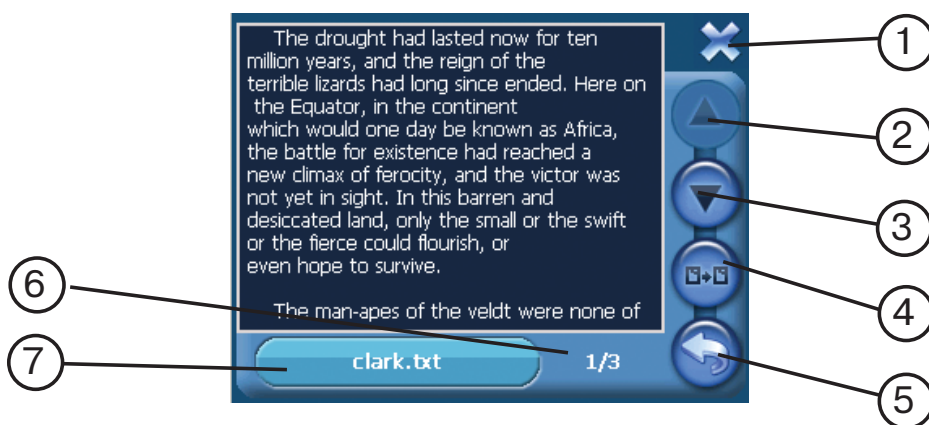 The drought had lasted now for ten
million years, and the reign of the
terrible lizards had long since ended. Here on
the Equator, in the continent
which would one day be known as Africa,
the battle for existence had reached a
new climax of ferocity, and the victor was
not yet in sight. In this barren and
desiccated land, only the small or the swift
or the fierce could flourish, or
even hope to survive.
The man-apes of the veldt were none of
clark.txt
1/3
1
2
3
4
5
6
7